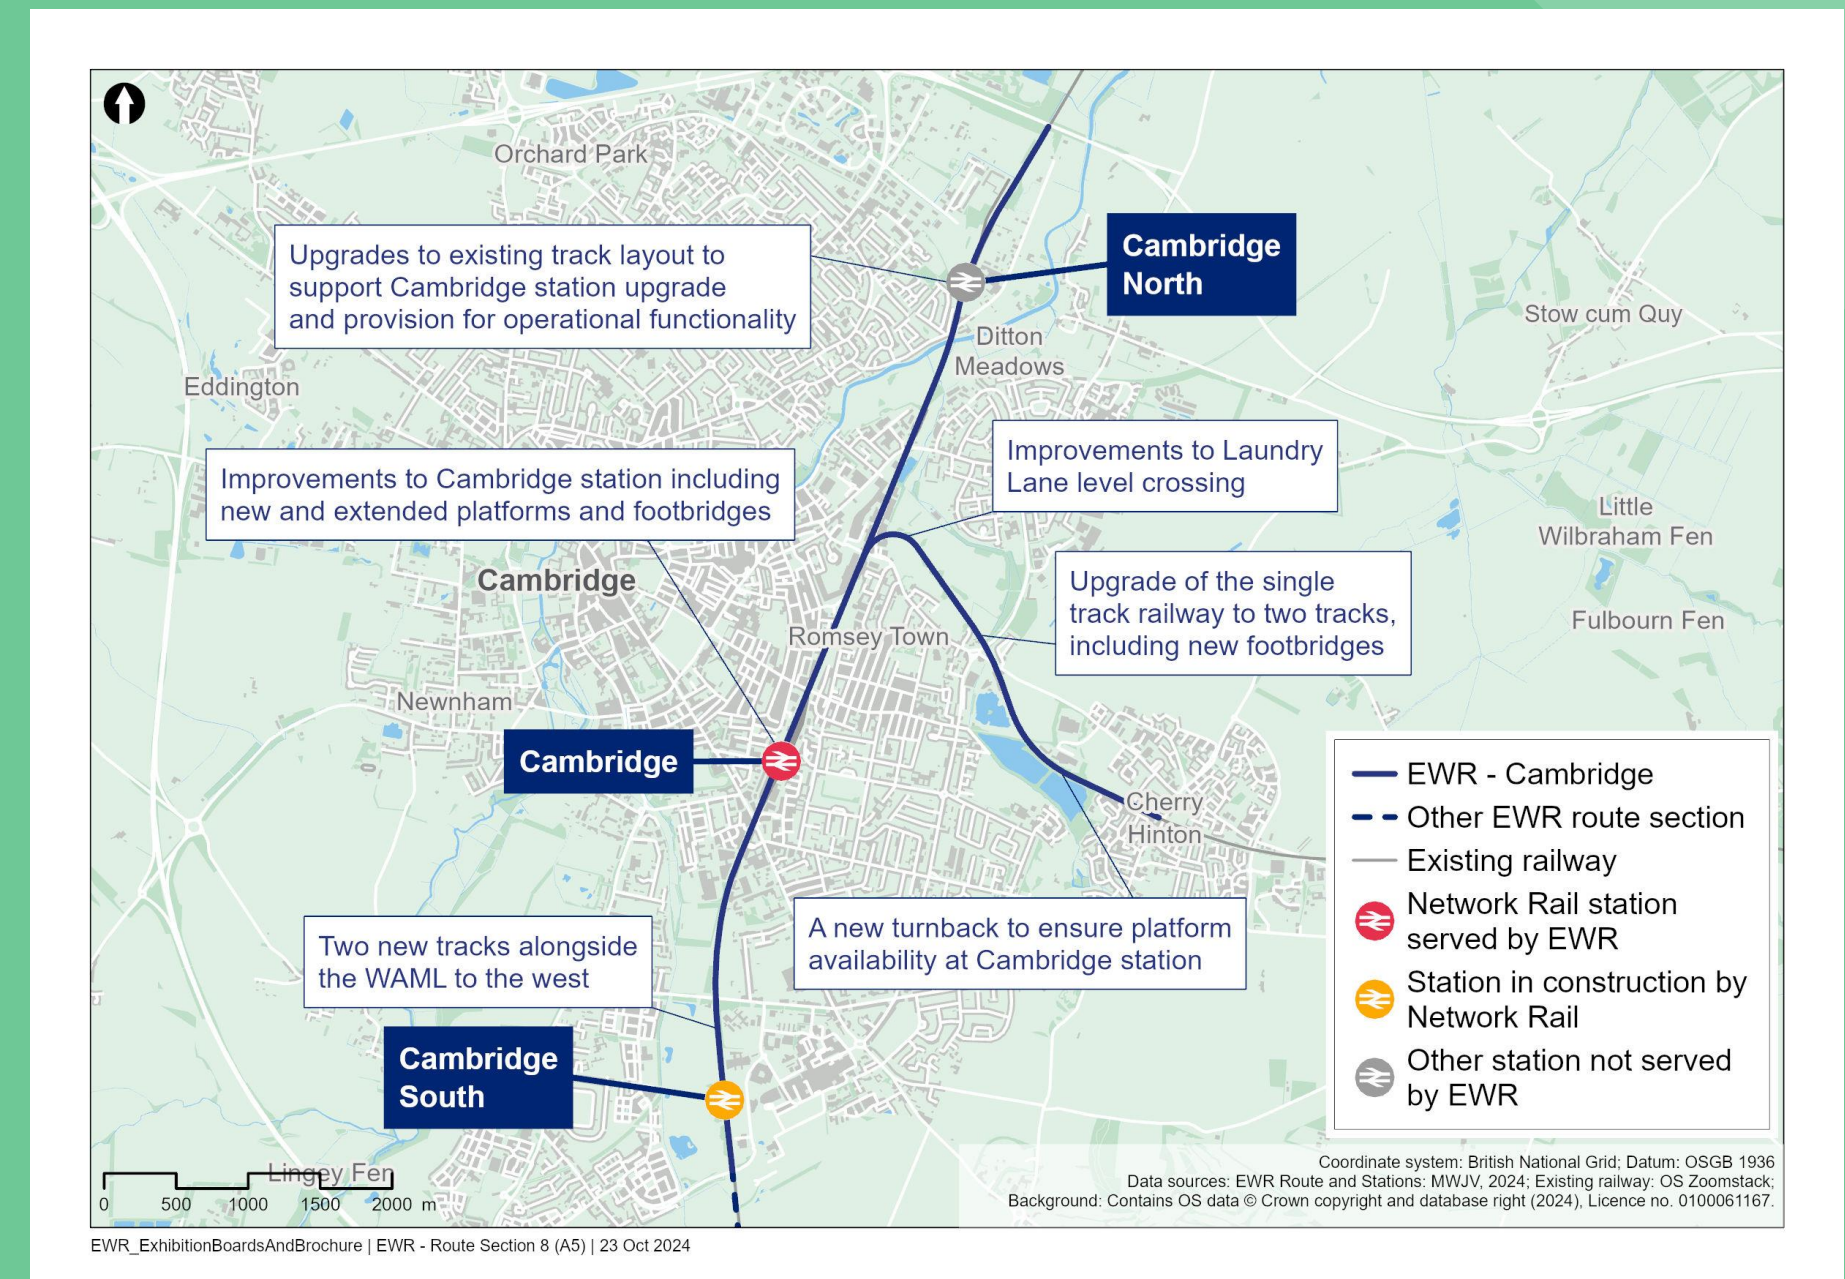 Orchard Park
Upgrades to existing track layout to
support Cambridge station upgrade
and provision for operational functionality
Cambridge
North
Stow cum Quy
Ditton
Meadows
Eddington
Improvements to Laundry
Lane level crossing
Improvements to Cambridge station including
new and extended platforms and footbridges
Little
Wilbraham Fen
Cambridge
Upgrade of the single
track railway to two tracks,
including new footbridges
Fulbourn Fen
Romsey Town
Newnham
Cambridge
Cherry
Hinton
EWR - Cambridge
Other EWR route section
Existing railway
Network Rail station
served by EWR
Station in construction by
Network Rail
Other station not served
by EWR
A new turnback to ensure platform
availability at Cambridge station
Two new tracks alongside
the WAML to the west
Cambridge
South
Lingey Fen
0 500 1000 1500 2000 m
Coordinate system: British National Grid; Datum: OSGB 1936
Data sources: EWR Route and Stations: MWJV, 2024; Existing railway: OS Zoomstack;
Background: Contains OS data © Crown copyright and database right (2024), Licence no. 0100061167.
EWR_ExhibitionBoardsAndBrochure | EWR - Route Section 8 (A5) | 23 Oct 2024